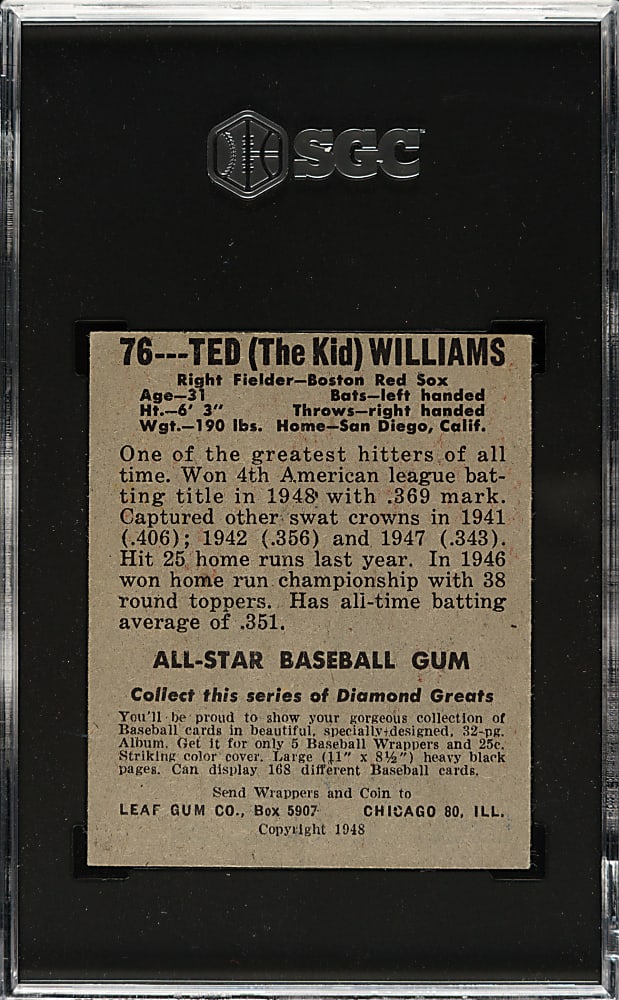 SGC
76---TED (The Kid) WILLIAMS
Right Fielder—Boston Red Sox
Age—31 Bats—left handed
Ht.—6' 3" Throws—right handed
Wgt.—190 lbs. Home—San Diego, Calif.
One of the greatest hitters of all
time. Won 4th American league bat-
ting title in 1948 with .369 mark.
Captured other swat crowns in 1941
(.406); 1942 (.356) and 1947 (.343).
Hit 25 home runs last year. In 1946
won home run championship with 38
round toppers. Has all-time batting
average of .351.
ALL-STAR BASEBALL GUM
Collect this series of Diamond Greats
You'll be proud to show your gorgeous collection of
Baseball cards in beautiful, specially-designed, 32-pg.
Album. Get it for only 5 Baseball Wrappers and 25c.
Striking color cover. Large (11" x 8½") heavy black
pages. Can display 168 different Baseball cards.
Send Wrappers and Coin to
LEAF GUM CO., Box 5907 CHICAGO 80, ILL.
Copyright 1948